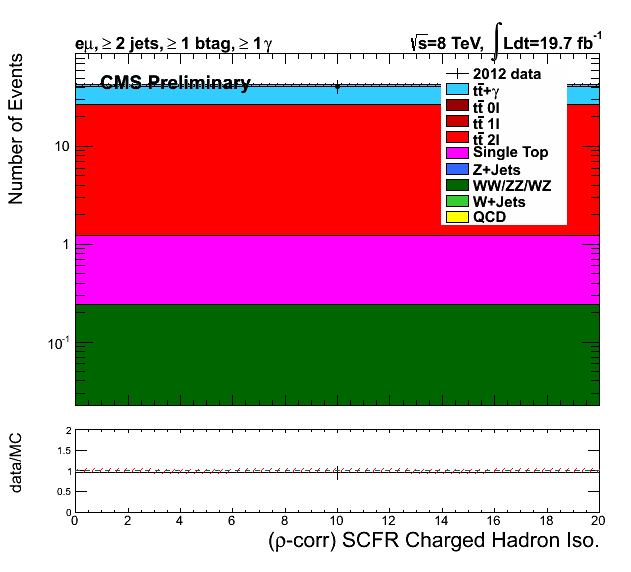 eμ, ≥ 2 jets, ≥ 1 btag, ≥ 1 γ
√s=8 TeV, ∫ Ldt=19.7 fb⁻¹
CMS Preliminary
2012 data
tt̄+γ
tt̄ 0l
tt̄ 1l
tt̄ 2l
Single Top
Z+Jets
WW/ZZ/WZ
W+Jets
QCD
Number of Events
10
1
10⁻¹
data/MC
2
1.5
1
0.5
0
0 2 4 6 8 10 12 14 16 18 20
(ρ-corr) SCFR Charged Hadron Iso.